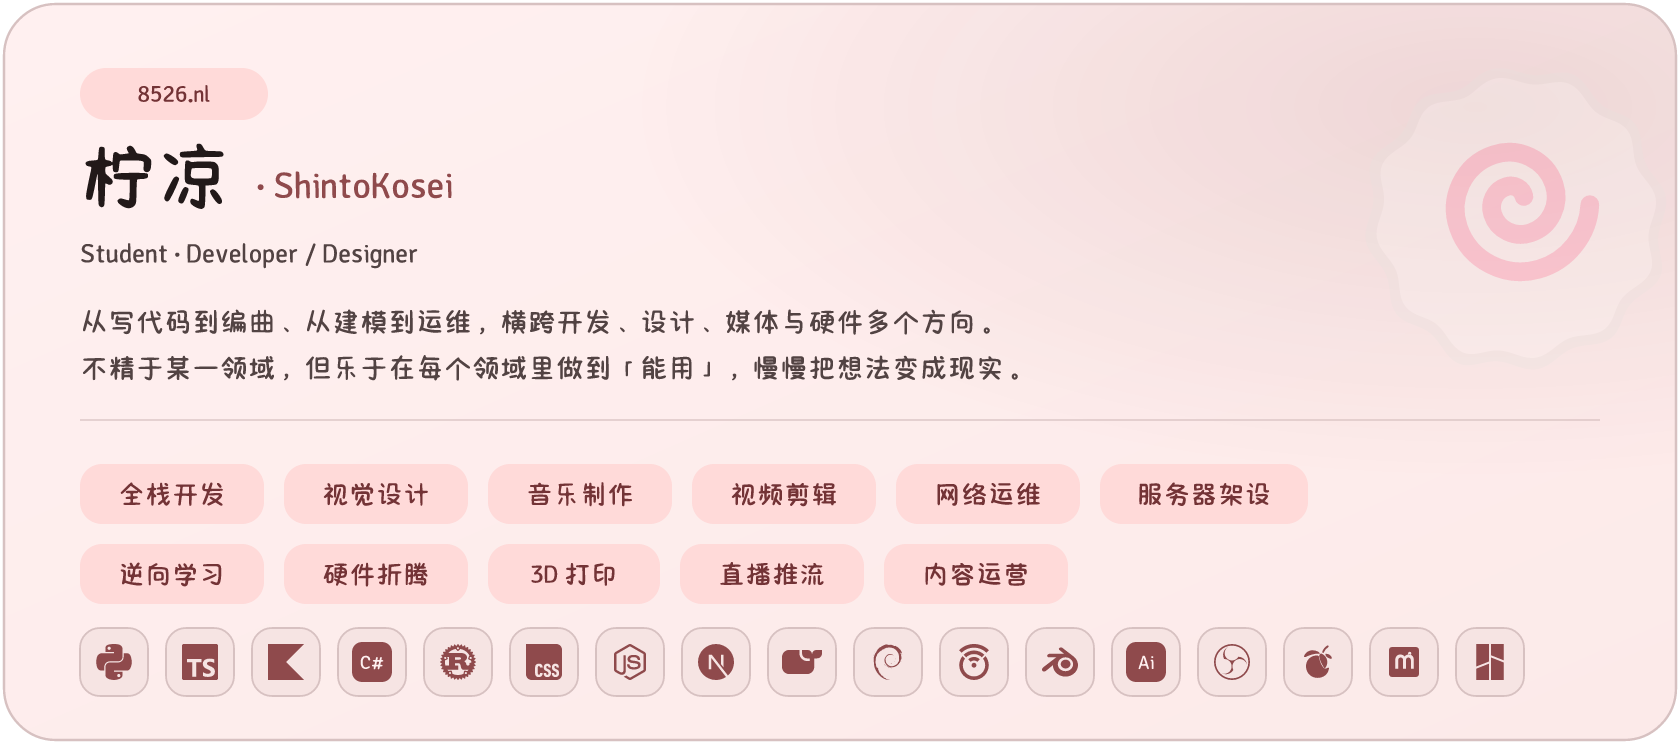 8526.nl
柠凉 · ShintoKosei
Student · Developer / Designer
从写代码到编曲、从建模到运维，横跨开发、设计、媒体与硬件多个方向。
不精于某一领域，但乐于在每个领域里做到「能用」，慢慢把想法变成现实。
全栈开发 视觉设计 音乐制作 视频剪辑 网络运维 服务器架设
逆向学习 硬件折腾 3D 打印 直播推流 内容运营
TS C# R CSS JS N Ai m